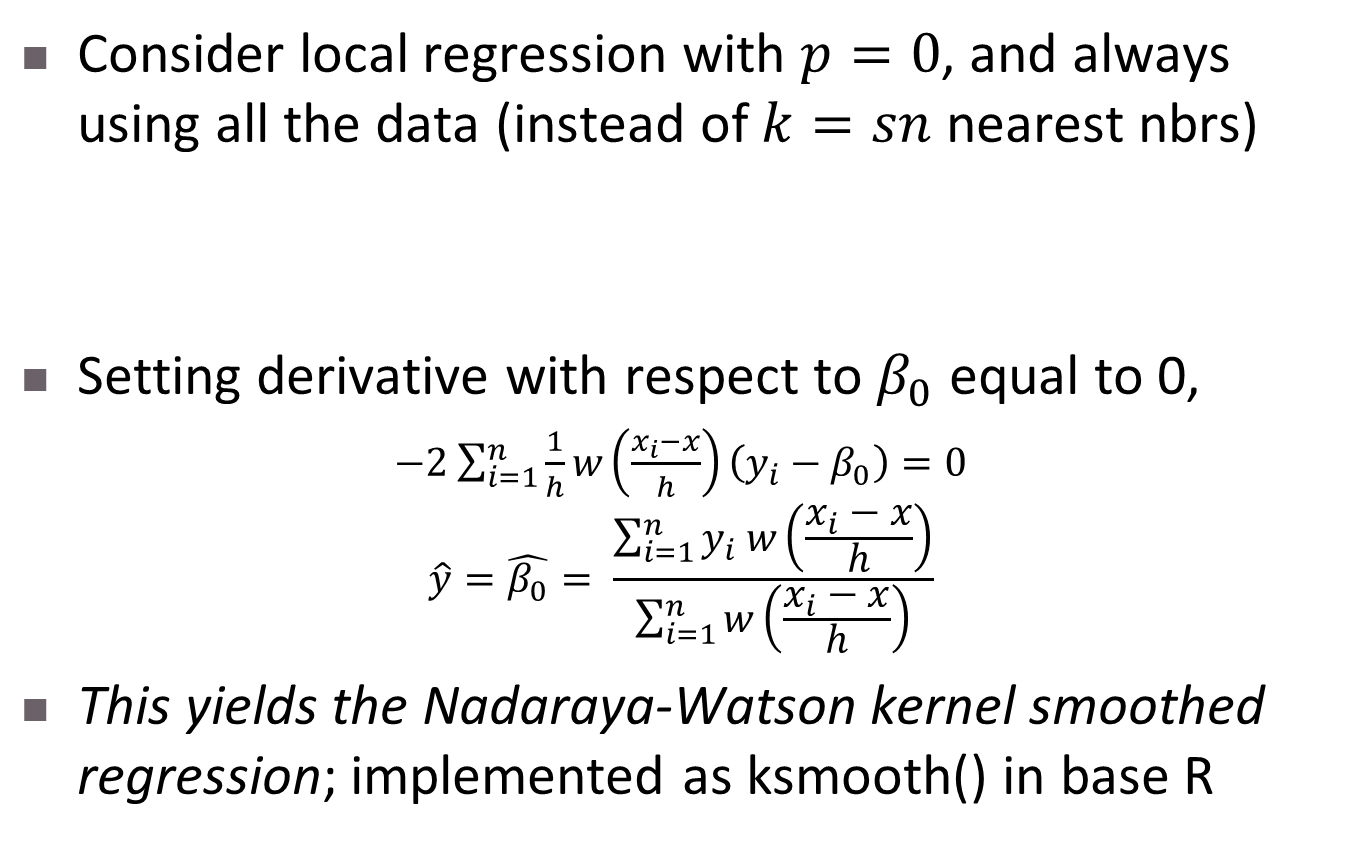 ▪ Consider local regression with 𝑝 = 0, and always
using all the data (instead of 𝑘 = 𝑠𝑛 nearest nbrs)
▪ Setting derivative with respect to 𝛽₀ equal to 0,
−2 ∑ⁿᵢ₌₁ 1/ℎ 𝑤 ((𝑥ᵢ−𝑥)/ℎ) (𝑦ᵢ − 𝛽₀) = 0
ŷ = 𝛽₀̂ = (∑ⁿᵢ₌₁ 𝑦ᵢ 𝑤 ((𝑥ᵢ − 𝑥)/ℎ)) / (∑ⁿᵢ₌₁ 𝑤 ((𝑥ᵢ − 𝑥)/ℎ))
▪ This yields the Nadaraya-Watson kernel smoothed
regression; implemented as ksmooth() in base R